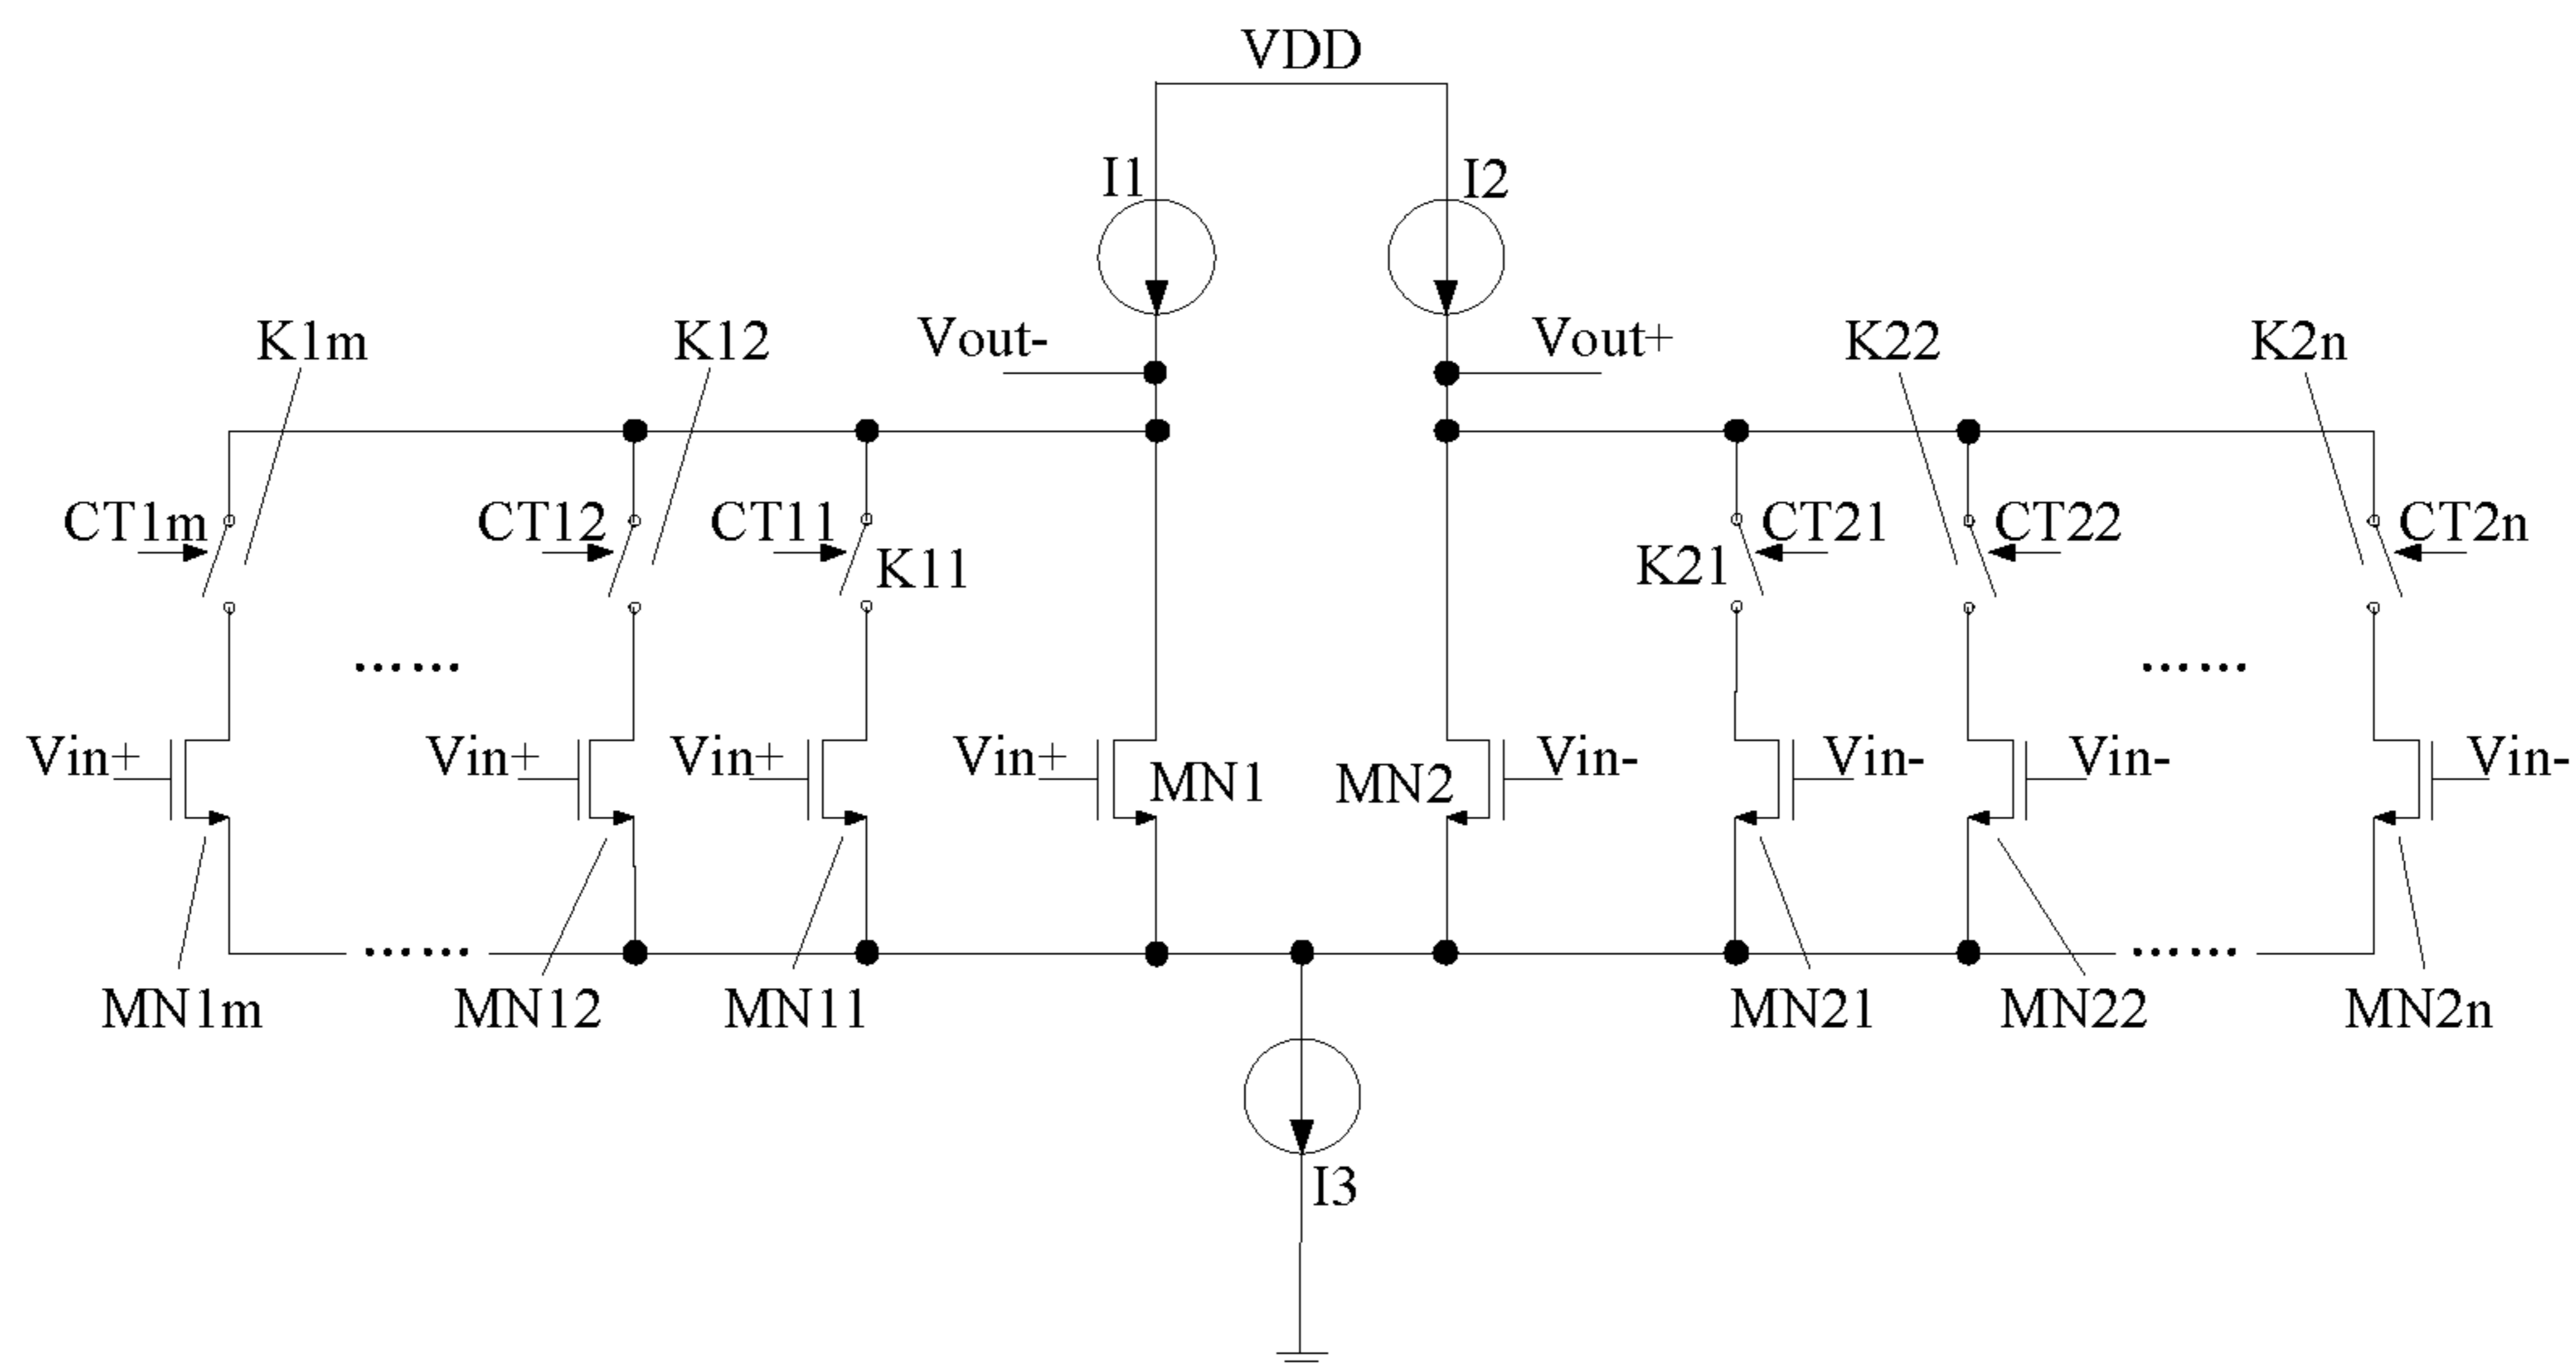 VDD
I1
I2
K1m
K12
Vout-
Vout+
K22
K2n
CT1m
CT12
CT11
K11
K21
CT21
CT22
CT2n
......
......
Vin+
Vin+
Vin+
Vin+
MN1
MN2
Vin-
Vin-
Vin-
Vin-
......
......
MN1m
MN12
MN11
MN21
MN22
MN2n
I3